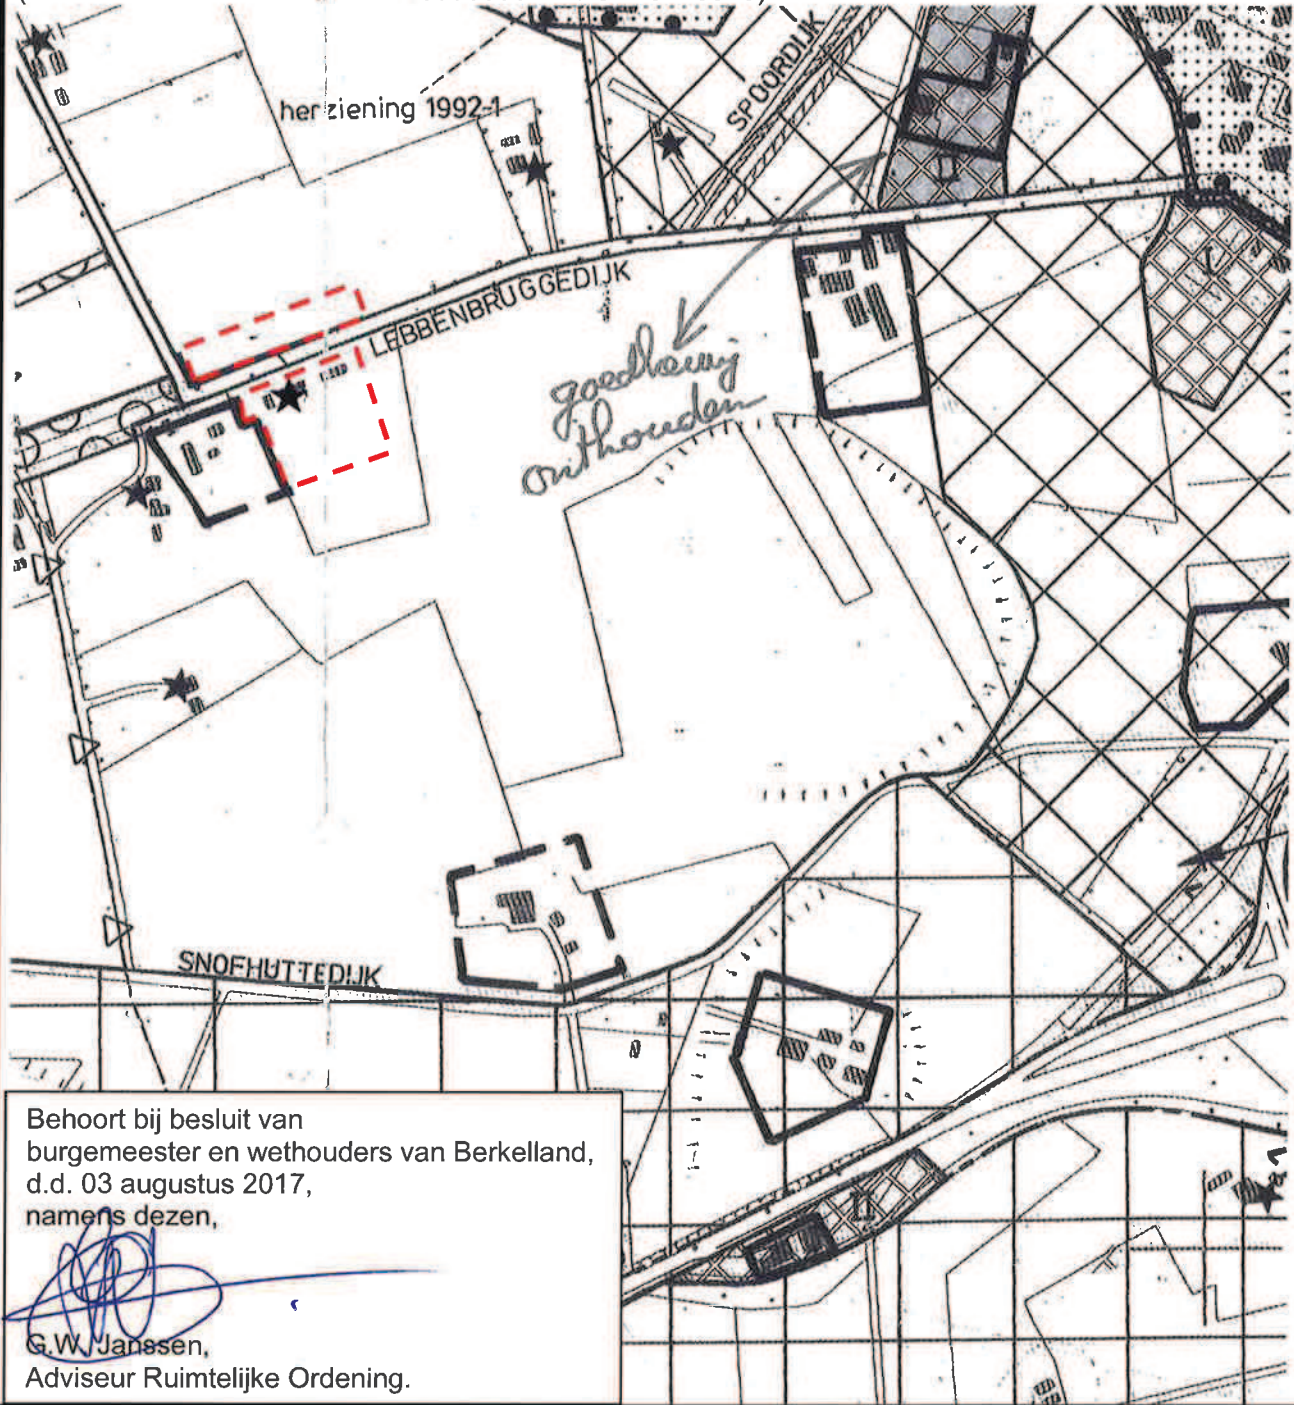 SPOORDIJK
herziening 1992-1
LEBBENBRUGGEDIJK
goedkeuring
onthouden
SNOFHUTTEDIJK
Behoort bij besluit van
burgemeester en wethouders van Berkelland,
d.d. 03 augustus 2017,
namens dezen,
G.W. Janssen,
Adviseur Ruimtelijke Ordening.